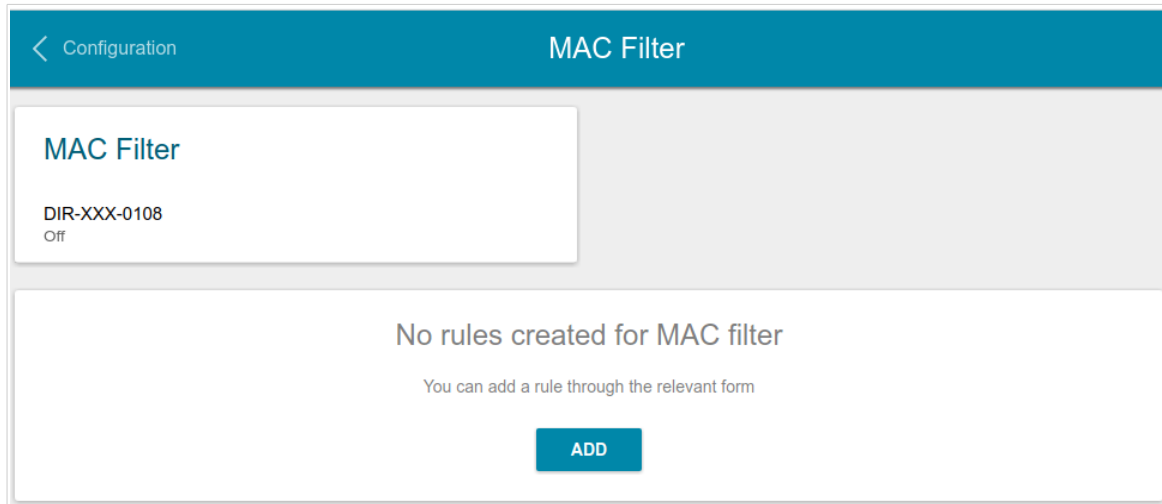 Configuration
MAC Filter
MAC Filter
DIR-XXX-0108
Off
No rules created for MAC filter
You can add a rule through the relevant form
ADD